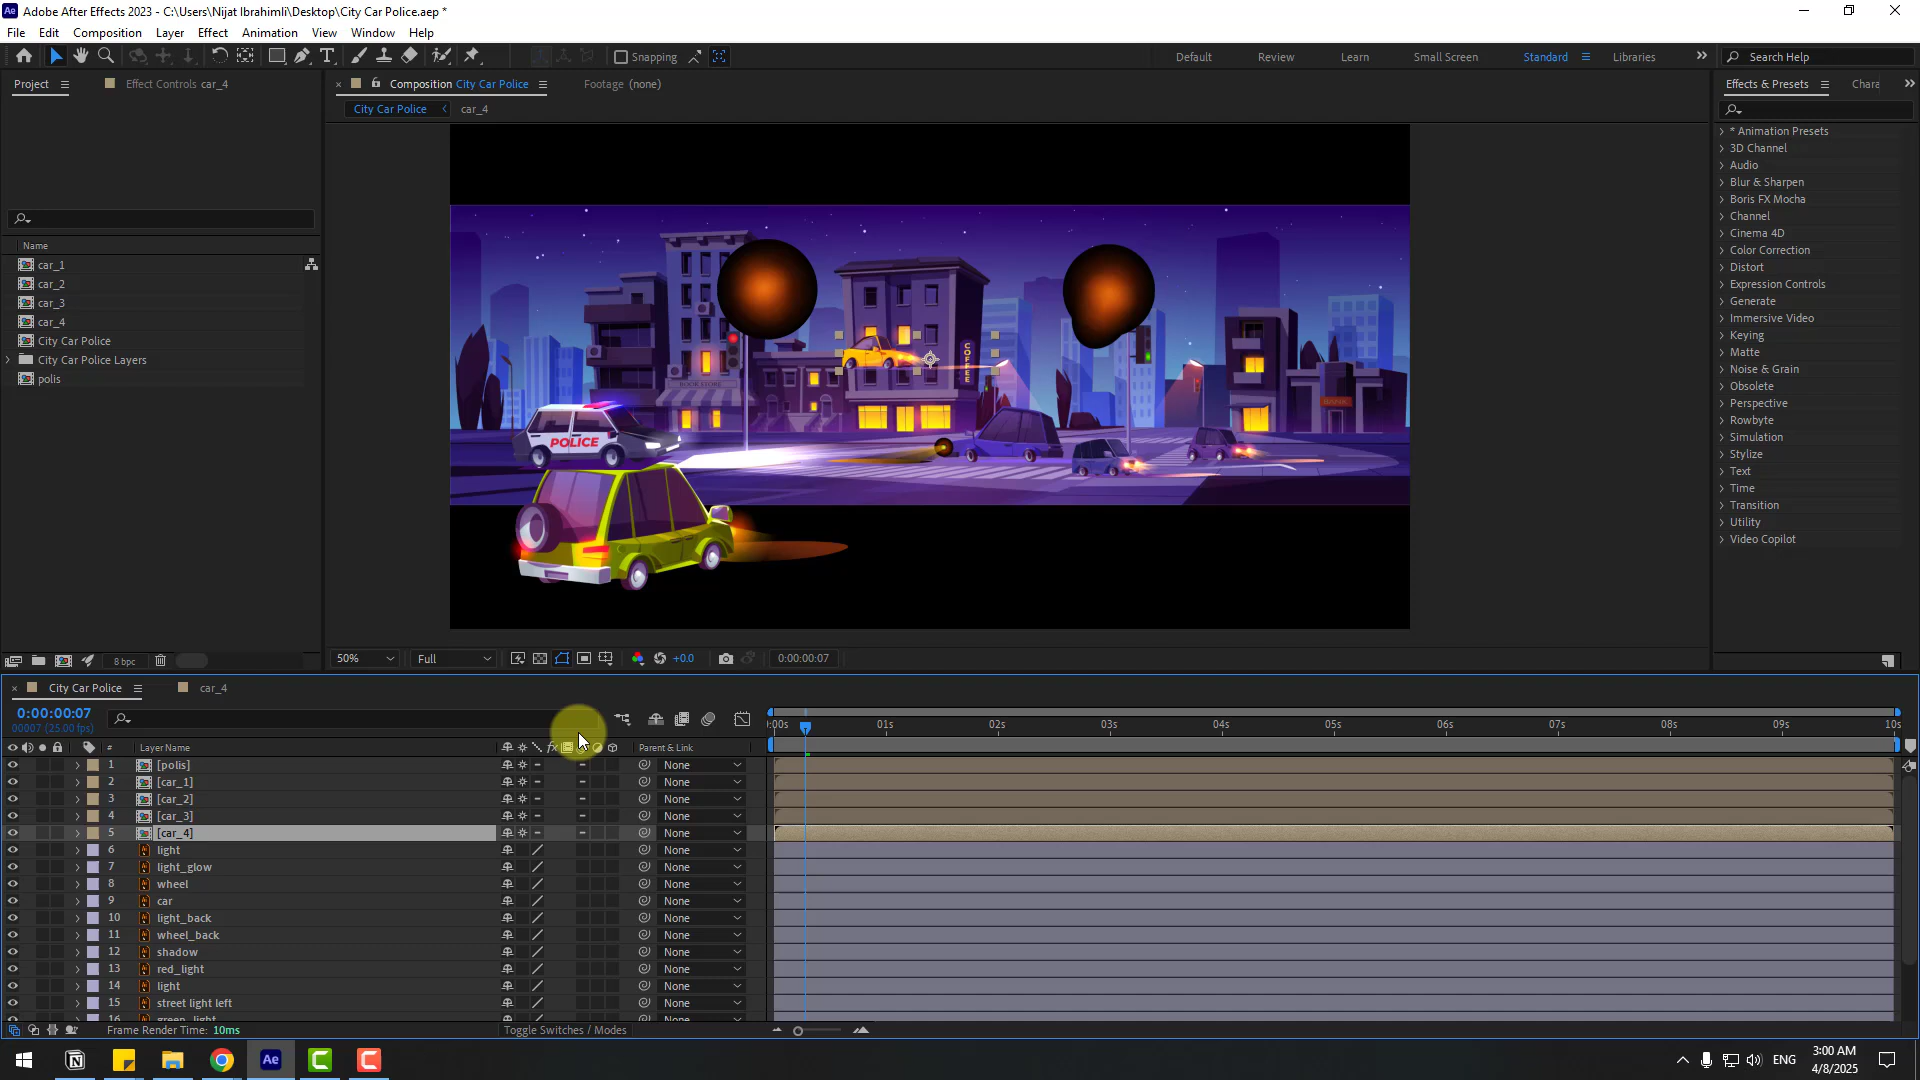 Adobe After Effects 2023 - C:\Users\Nijat Ibrahimli\Desktop\City Car Police.aep *
File Edit Composition Layer Effect Animation View Window Help
Snapping
Default Review Learn Small Screen Standard Libraries
Search Help
Project
Effect Controls car_4
Composition City Car Police
Footage (none)
City Car Police
car_4
Name
car_1
car_2
car_3
car_4
City Car Police
City Car Police Layers
polis
8 bpc
COFFEE
BOOK STORE
BANK
POLICE
50%
Full
+0.0
0:00:00:07
Effects & Presets
Chara
* Animation Presets
3D Channel
Audio
Blur & Sharpen
Boris FX Mocha
Channel
Cinema 4D
Color Correction
Distort
Expression Controls
Generate
Immersive Video
Keying
Matte
Noise & Grain
Obsolete
Perspective
Rowbyte
Simulation
Stylize
Text
Time
Transition
Utility
Video Copilot
City Car Police
car_4
0:00:00:07
00007 (25.00 fps)
:00s 01s 02s 03s 04s 05s 06s 07s 08s 09s 10s
# Layer Name
fx
Parent & Link
1 [polis] None
2 [car_1] None
3 [car_2] None
4 [car_3] None
5 [car_4] None
6 light None
7 light_glow None
8 wheel None
9 car None
10 light_back None
11 wheel_back None
12 shadow None
13 red_light None
14 light None
15 street light left None
16 green_light None
Frame Render Time: 10ms
Toggle Switches / Modes
ENG
3:00 AM
4/8/2025